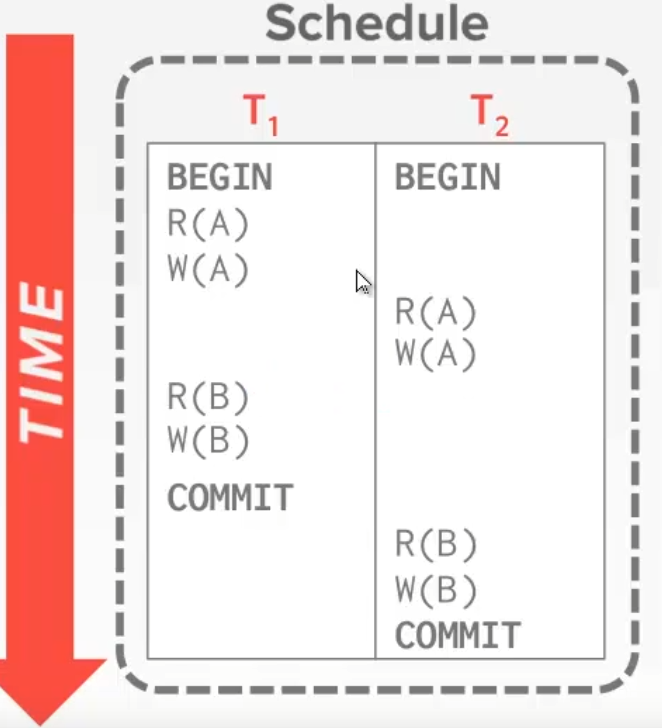 Schedule
T1 T2
BEGIN BEGIN
R(A)
W(A)
R(A)
W(A)
R(B)
W(B)
COMMIT
R(B)
W(B)
COMMIT
TIME